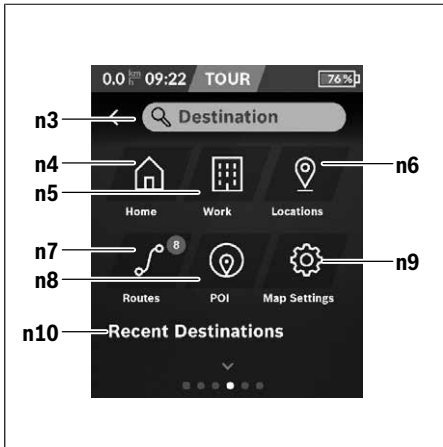 0.0 km/h 09:22 TOUR 76%
n3 Destination
n4 n6
n5
Home Work Locations
n7 8
n8 n9
Routes POI Map Settings
n10 Recent Destinations